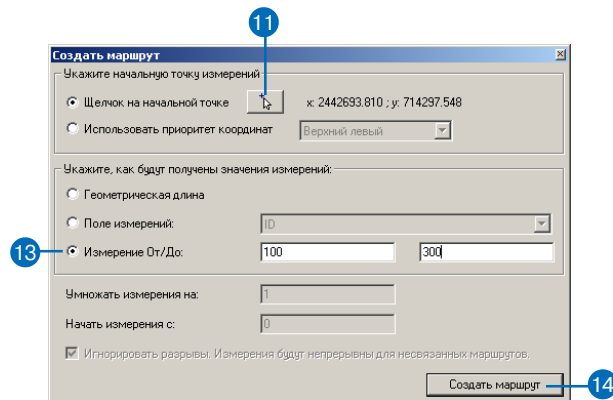 11
Создать маршрут
Укажите начальную точку измерений
Щелчок на начальной точке x: 2442693.810 ; y: 714297.548
Использовать приоритет координат Верхний левый
Укажите, как будут получены значения измерений:
Геометрическая длина
Поле измерений: ID
13 Измерение От/До: 100 300
Умножать измерения на: 1
Начать измерения с: 0
Игнорировать разрывы. Измерения будут непрерывны для несвязанных маршрутов.
Создать маршрут 14